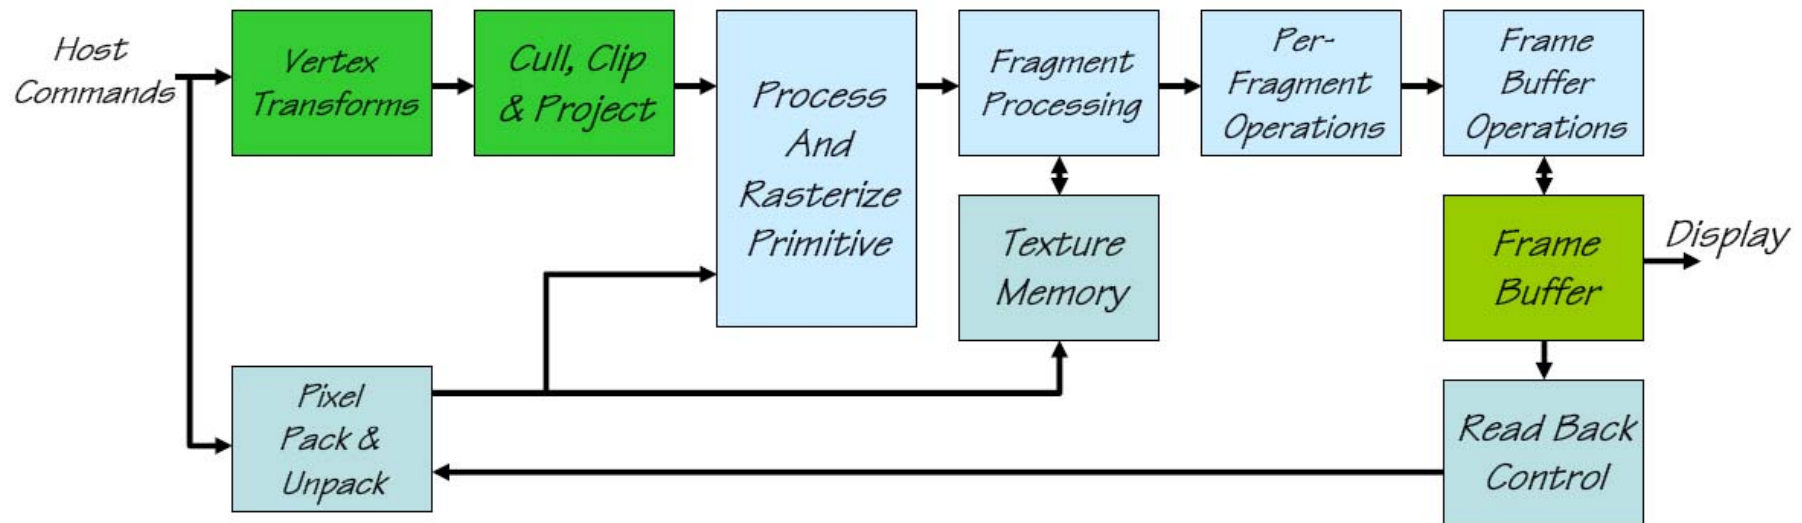 Host
Commands
Vertex
Transforms
Cull, Clip
& Project
Process
And
Rasterize
Primitive
Fragment
Processing
Per-
Fragment
Operations
Frame
Buffer
Operations
Texture
Memory
Frame
Buffer
Display
Pixel
Pack &
Unpack
Read Back
Control